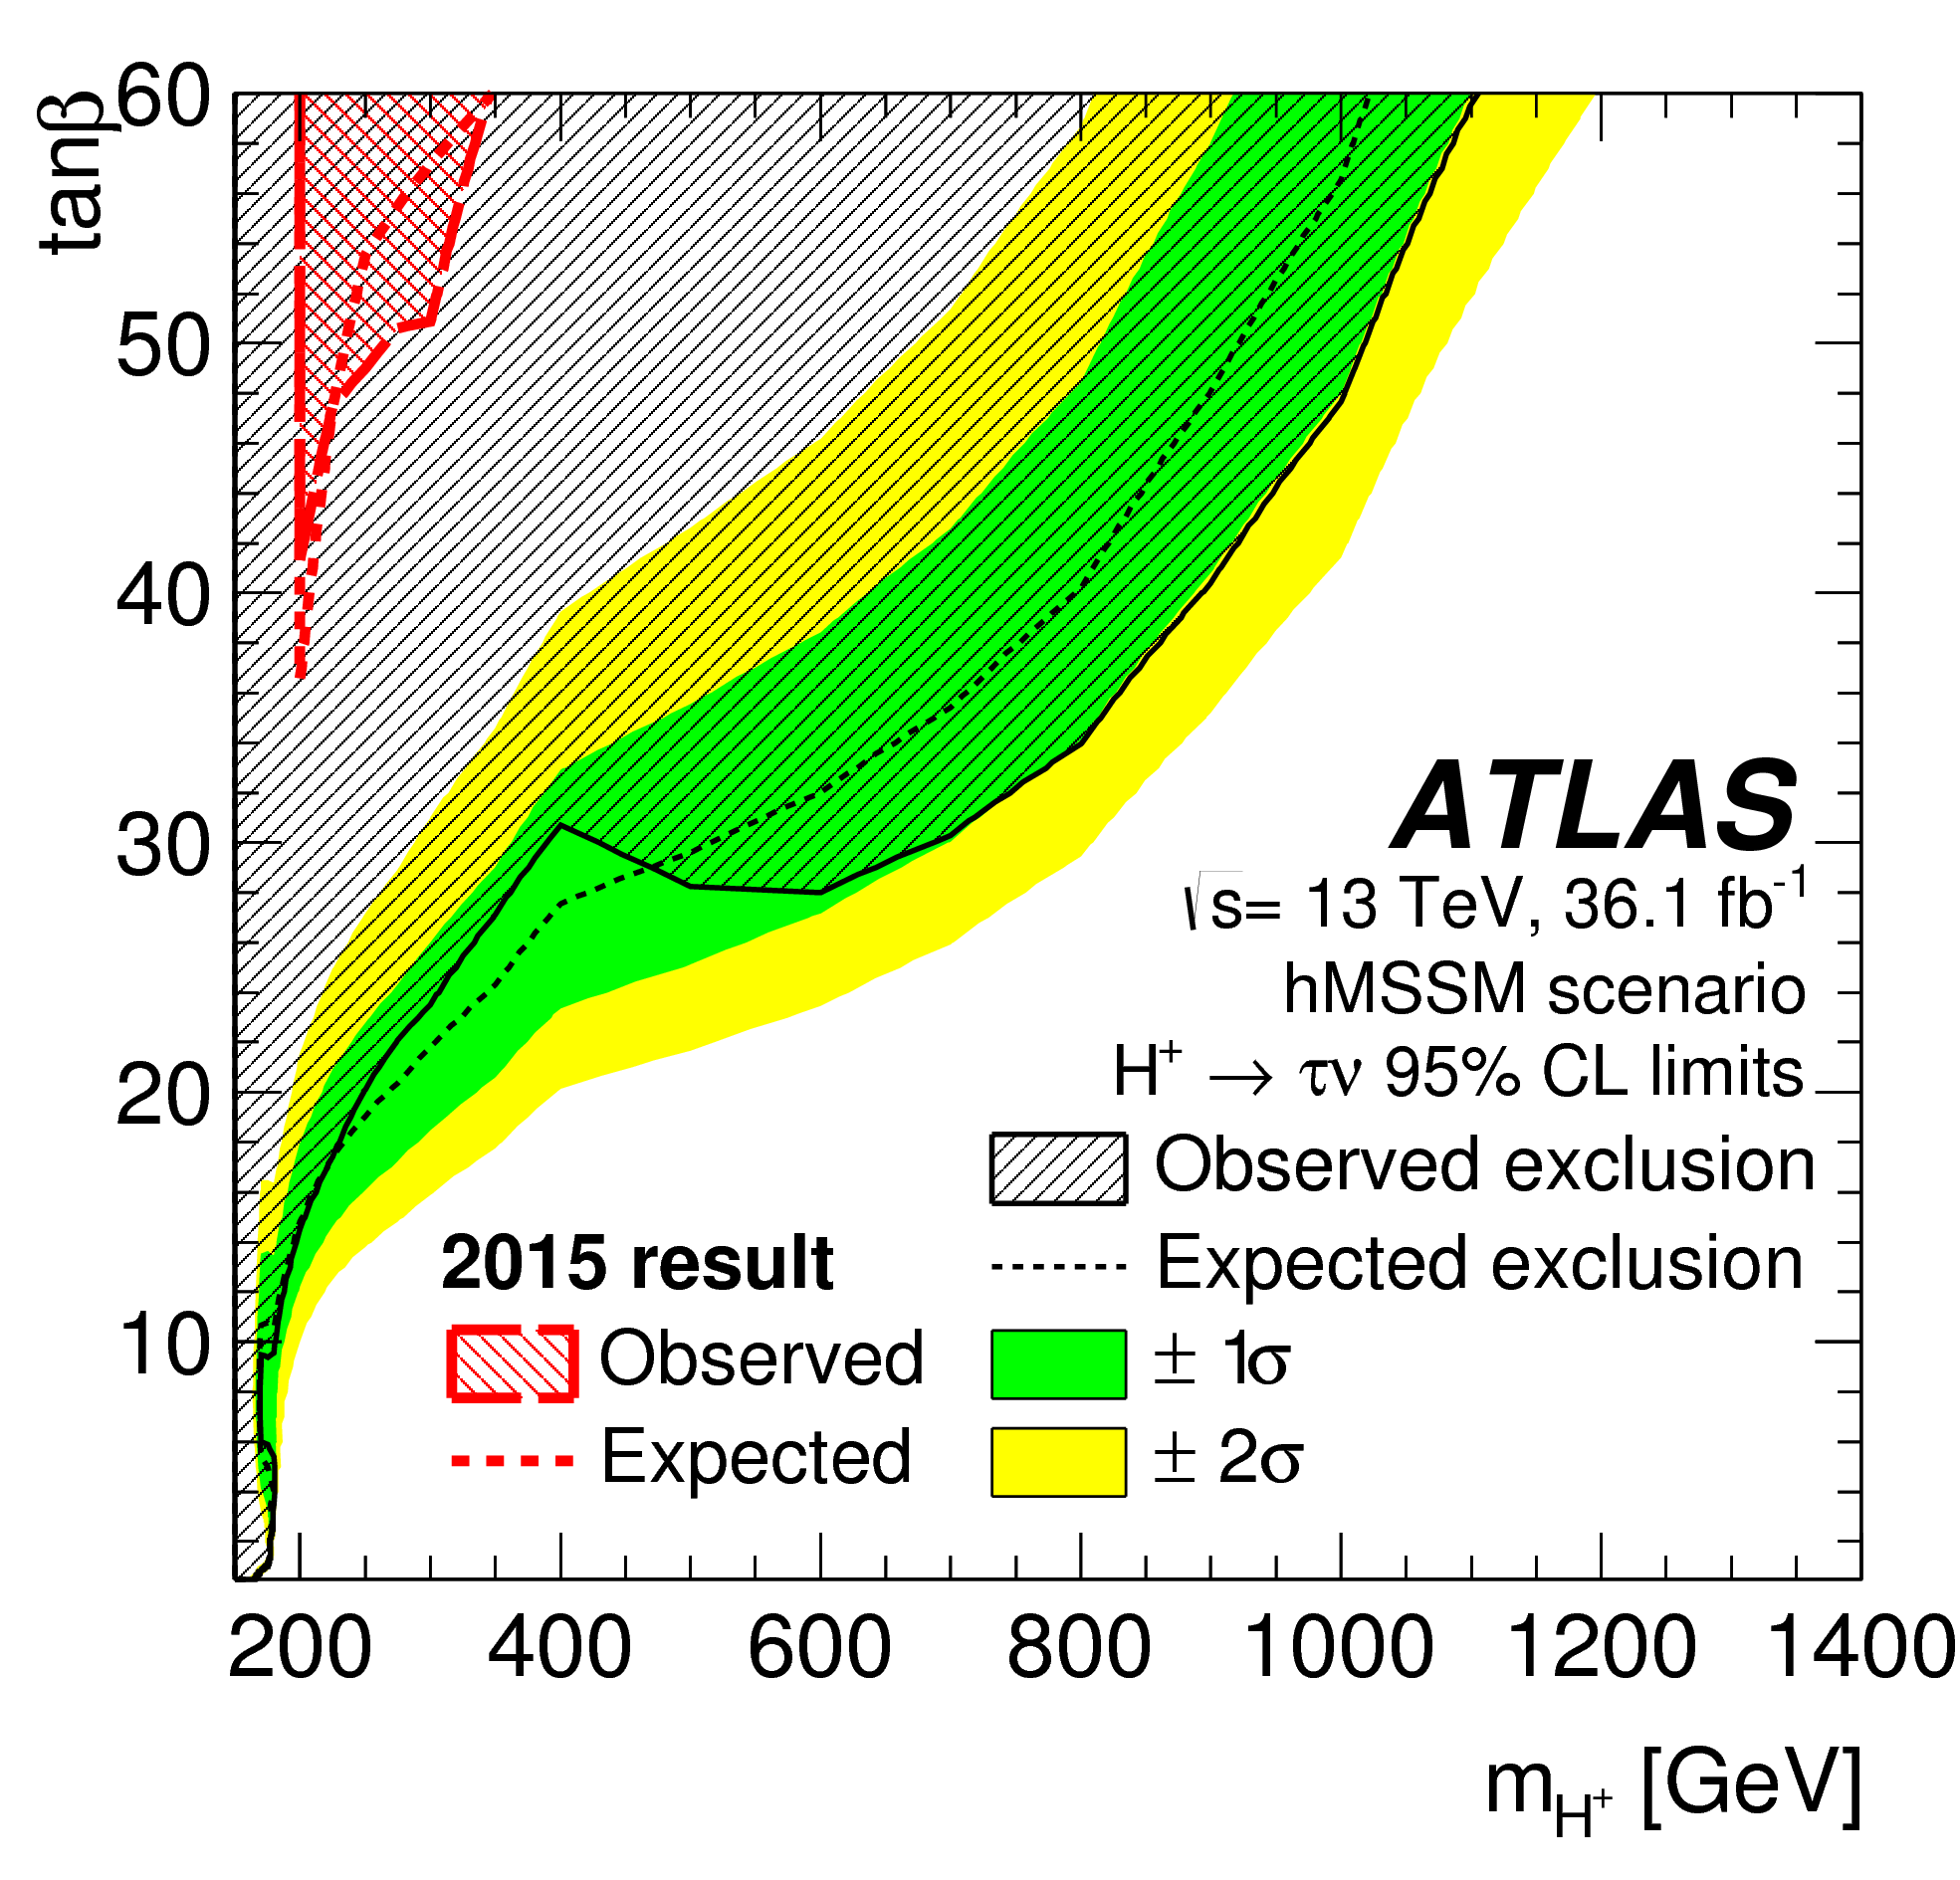 tanβ
60
50
40
30
20
10
ATLAS
√s= 13 TeV, 36.1 fb⁻¹
hMSSM scenario
H⁺ → τν 95% CL limits
Observed exclusion
Expected exclusion
± 1σ
± 2σ
2015 result
Observed
Expected
200 400 600 800 1000 1200 1400
m_H⁺ [GeV]